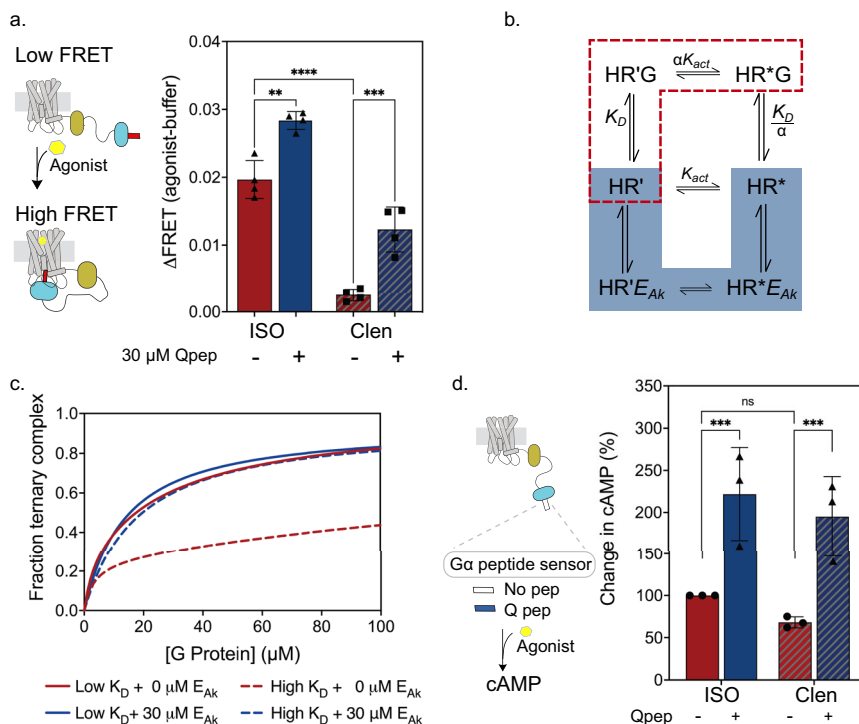 a.
Low FRET
Agonist
High FRET
ΔFRET (agonist-buffer)
0.04
0.03
0.02
0.01
0.00
****
**
***
ISO
Clen
30 µM Qpep
- + - +
b.
HR'G
αK_act
HR*G
K_D
K_D/α
HR'
K_act
HR*
HR'E_Ak
HR*E_Ak
c.
Fraction ternary complex
1.0
0.8
0.6
0.4
0.2
0.0
0 20 40 60 80 100
[G Protein] (µM)
Low K_D + 0 µM E_Ak
High K_D + 0 µM E_Ak
Low K_D + 30 µM E_Ak
High K_D + 30 µM E_Ak
d.
Gα peptide sensor
No pep
Q pep
Agonist
cAMP
Change in cAMP (%)
350
300
250
200
150
100
50
0
ns
***
***
ISO
Clen
Qpep - + - +